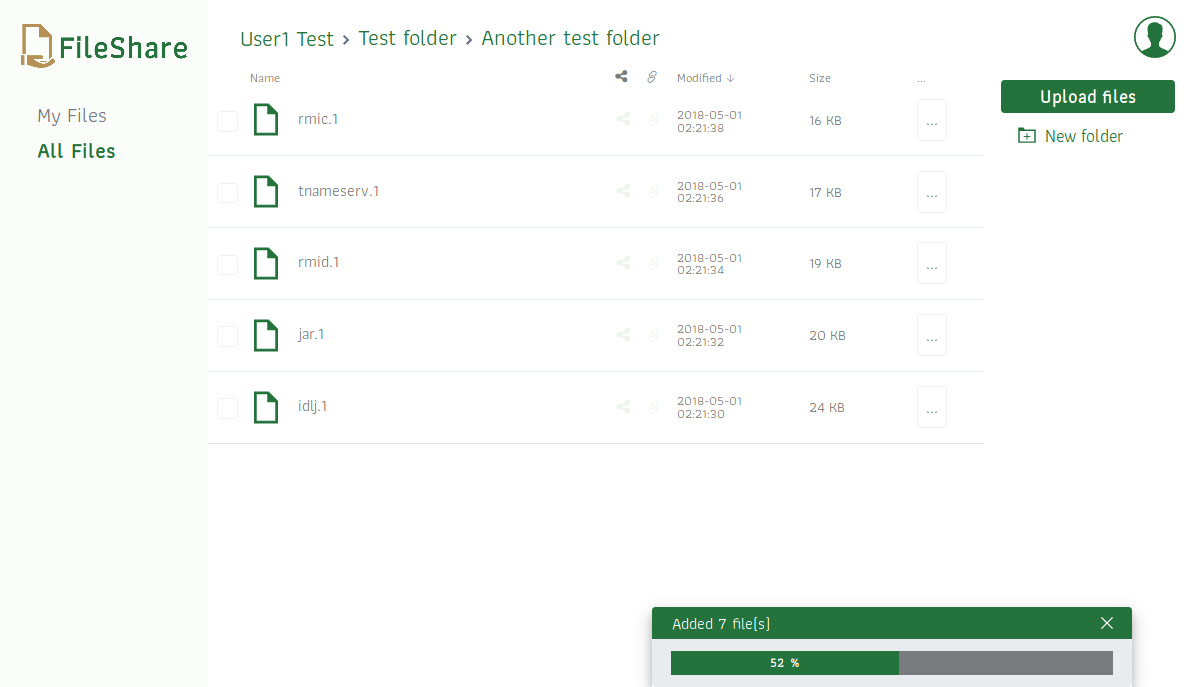 FileShare
My Files
All Files
User1 Test › Test folder › Another test folder
Name Modified ↓ Size ...
rmic.1 2018-05-01 02:21:38 16 KB ...
tnameserv.1 2018-05-01 02:21:36 17 KB ...
rmid.1 2018-05-01 02:21:34 19 KB ...
jar.1 2018-05-01 02:21:32 20 KB ...
idlj.1 2018-05-01 02:21:30 24 KB ...
Upload files
New folder
Added 7 file[s]
52 %